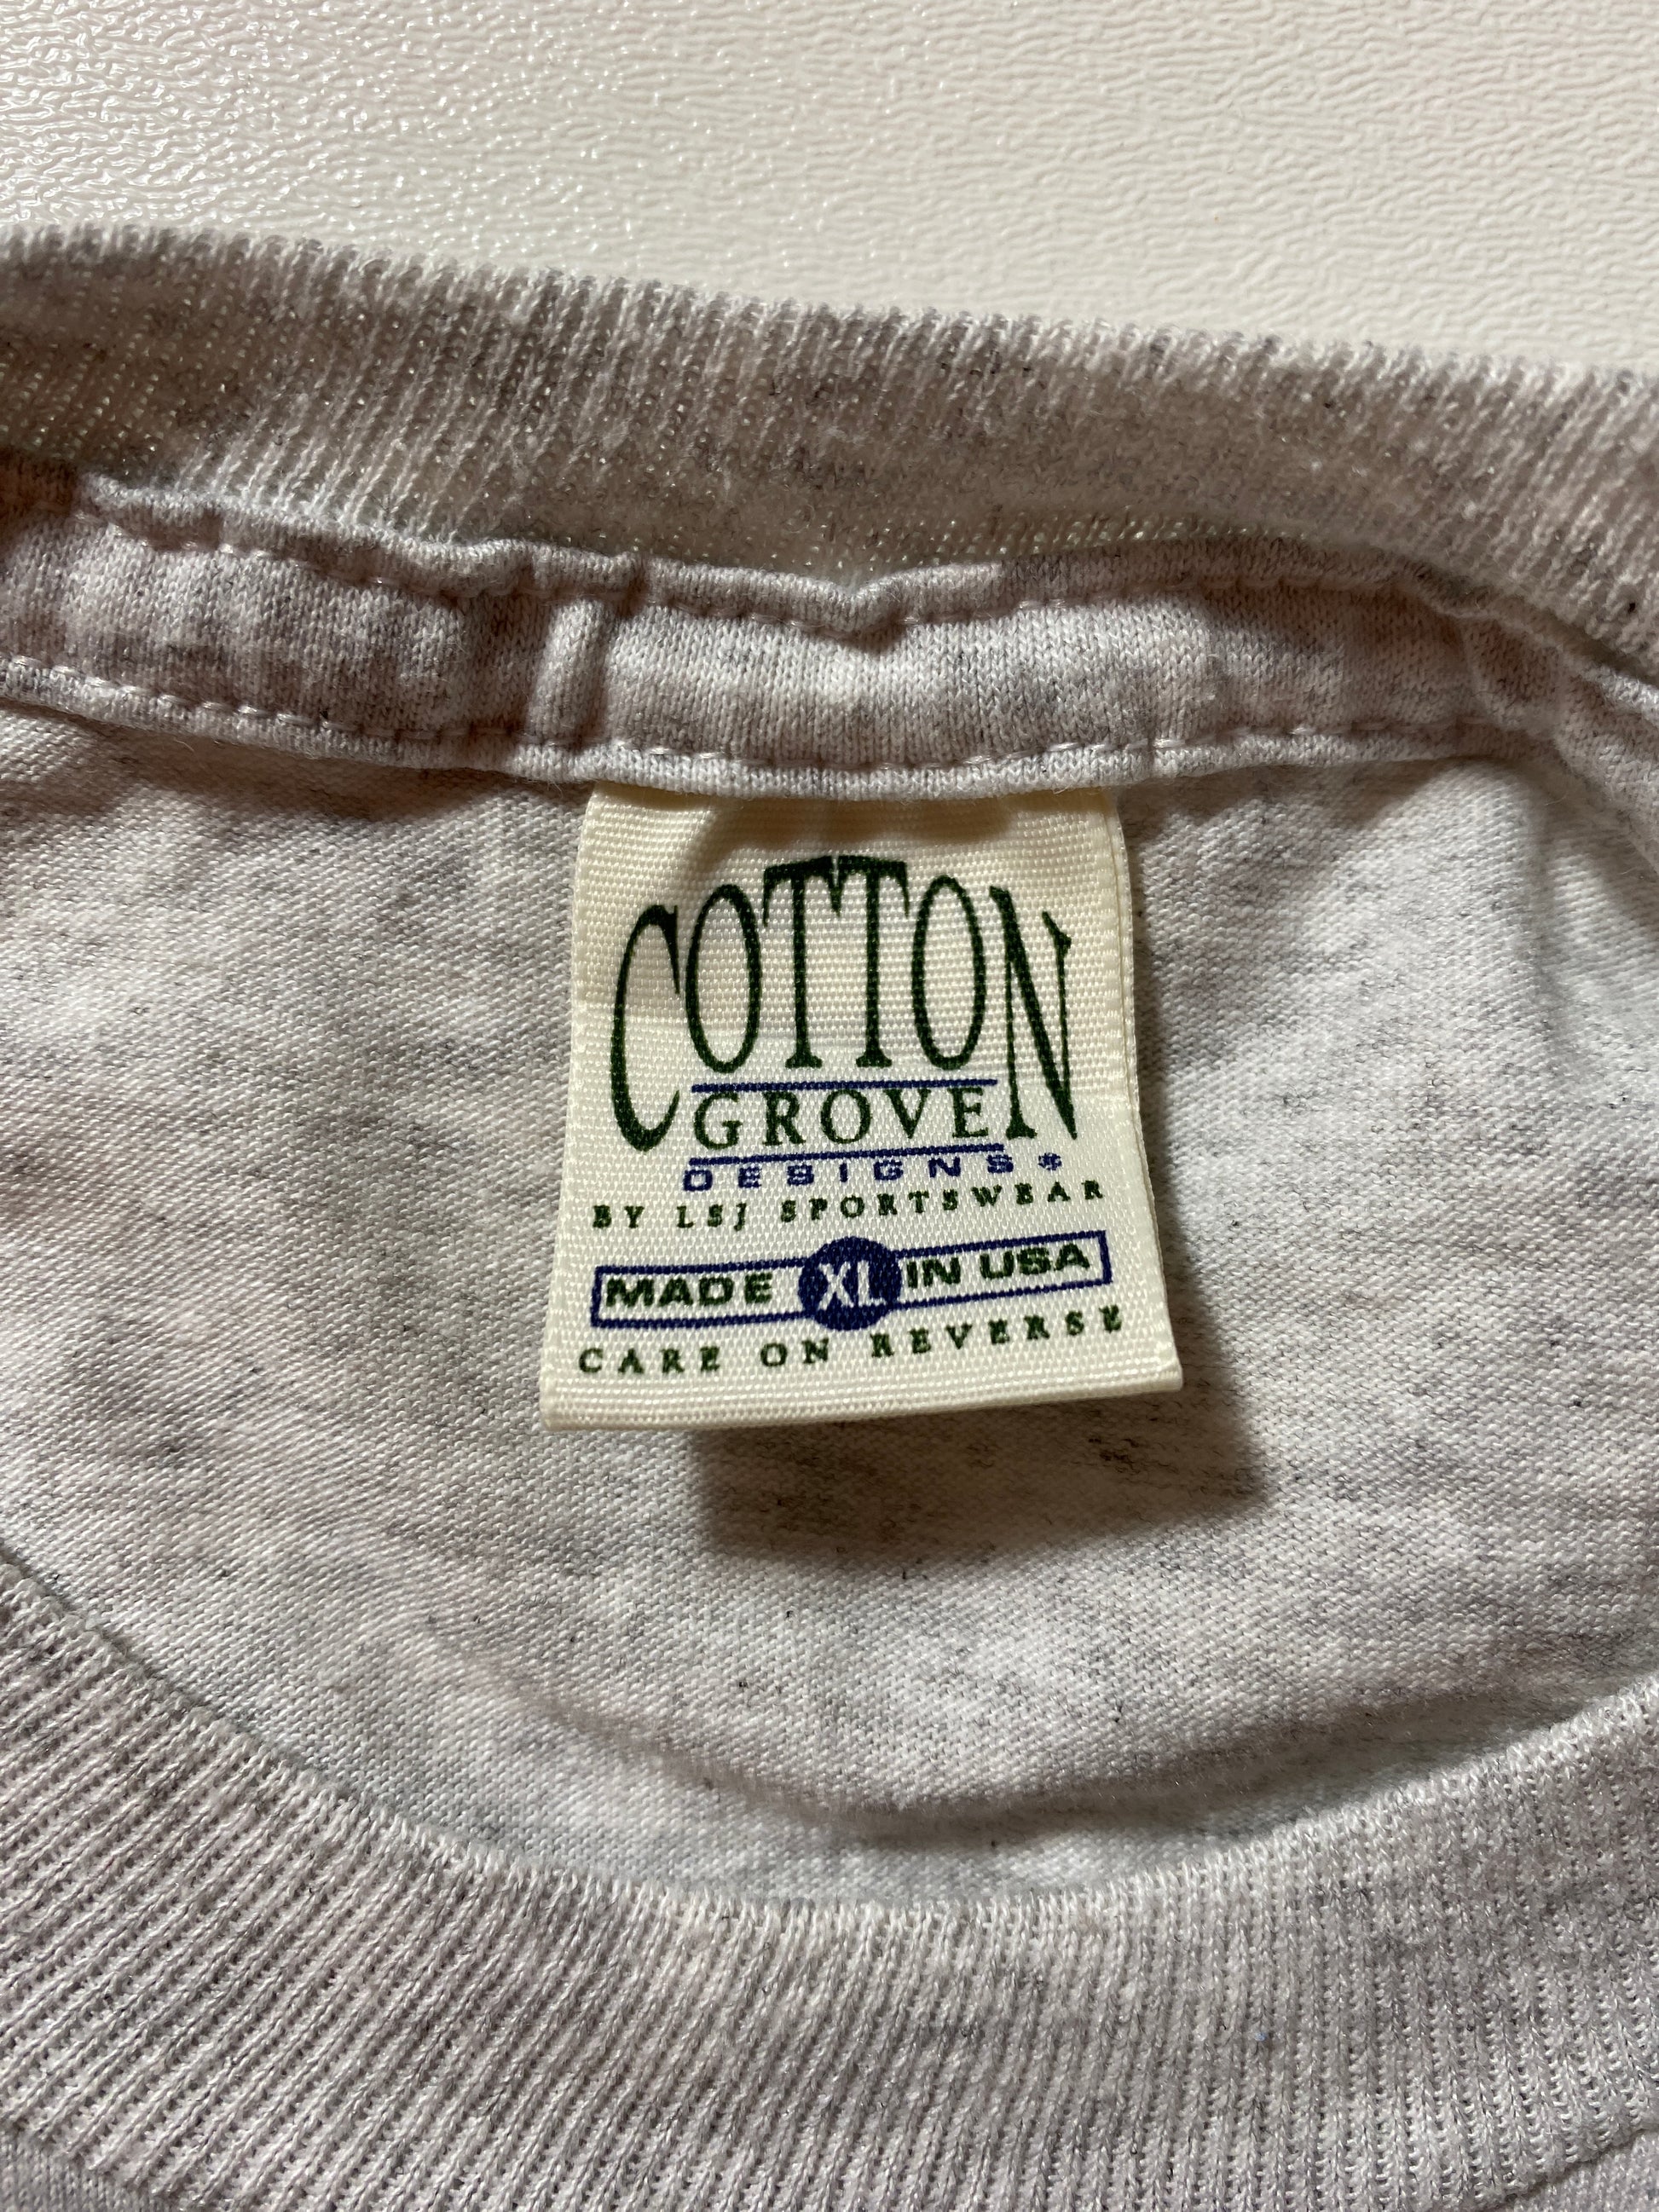 COTTON
GROVE
DESIGNS®
BY LSJ SPORTSWEAR
MADE XL IN USA
CARE ON REVERSE